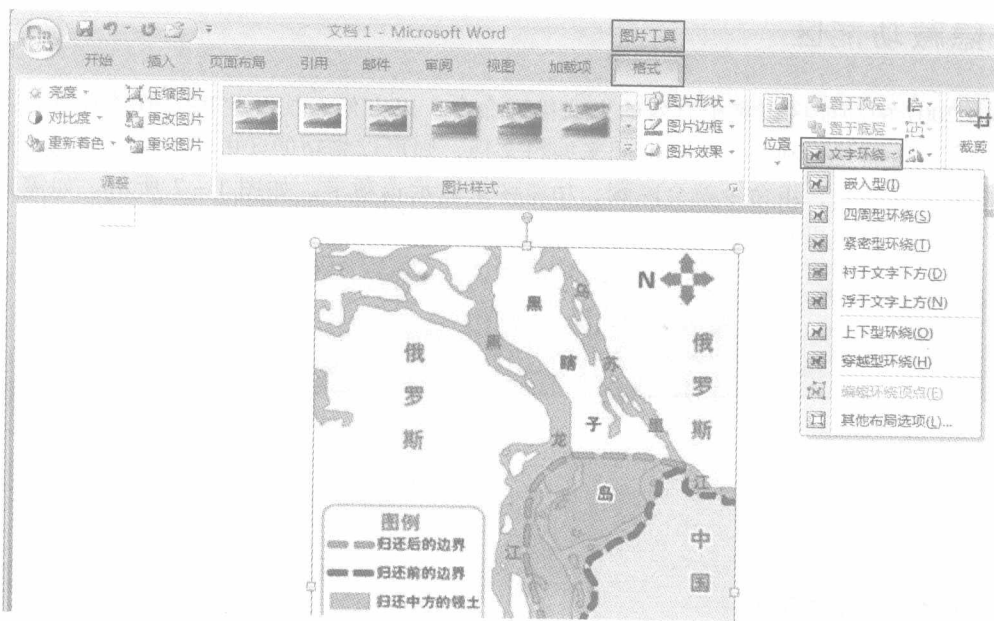 文档 1 - Microsoft Word
图片工具
开始 插入 页面布局 引用 邮件 审阅 视图 加载项 格式
亮度
对比度
重新着色
压缩图片
更改图片
重设图片
调整
图片形状
图片边框
图片效果
图片样式
位置
置于顶层
置于底层
文字环绕
裁剪
嵌入型(I)
四周型环绕(S)
紧密型环绕(T)
衬于文字下方(D)
浮于文字上方(N)
上下型环绕(O)
穿越型环绕(H)
编辑环绕顶点(E)
其他布局选项(L)...
N
俄罗斯
黑瞎子岛
乌苏里江
俄罗斯
黑龙江
中国
图例
归还后的边界
归还前的边界
归还中方的领土